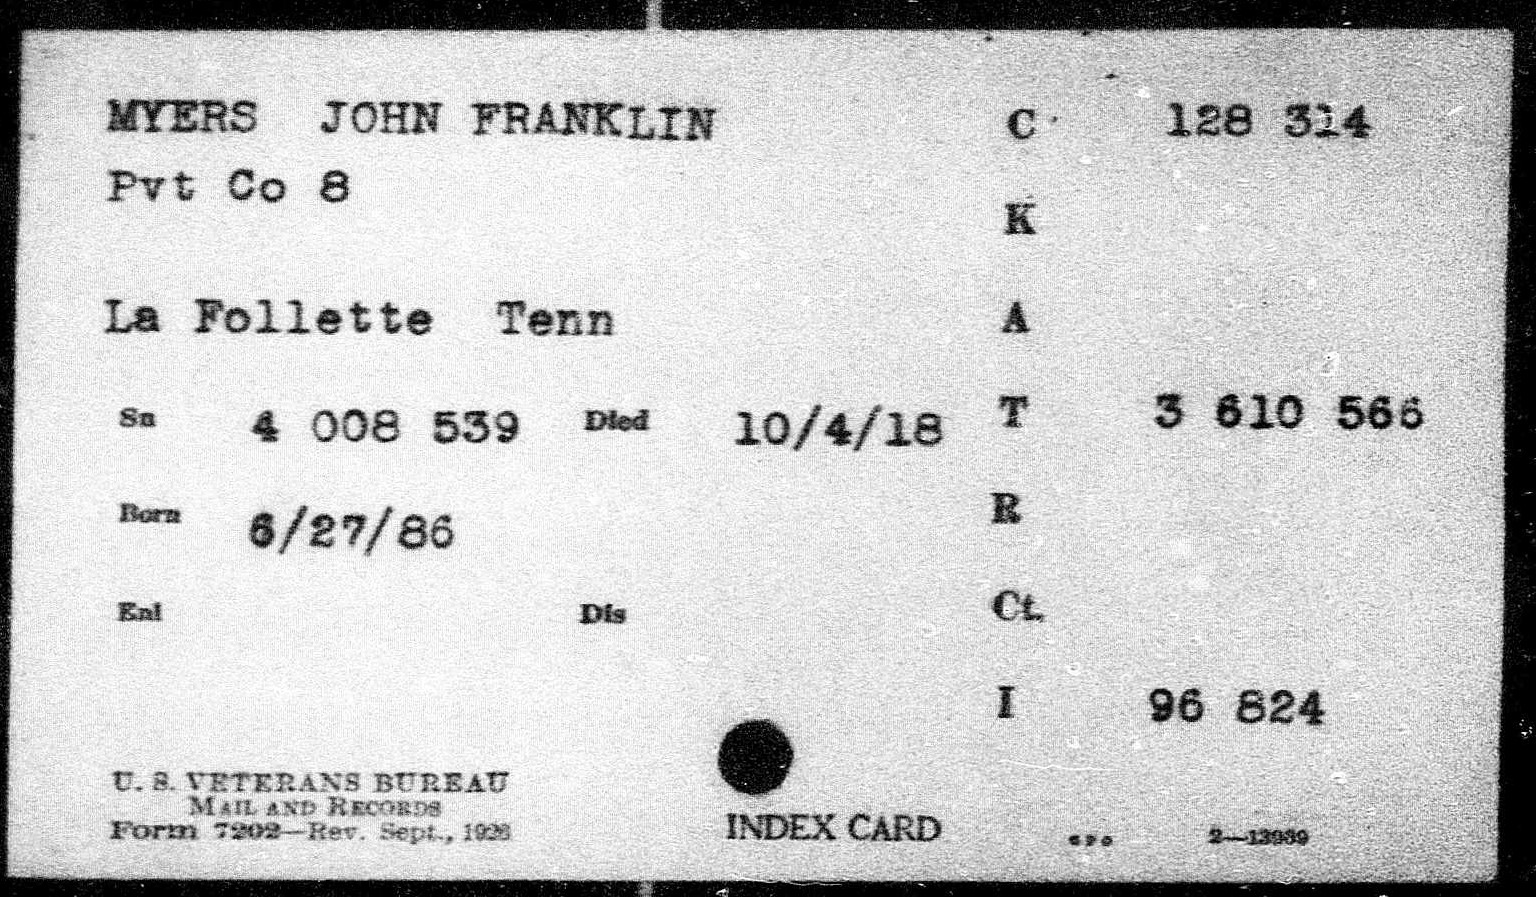 MYERS JOHN FRANKLIN C 128 314
Pvt Co 8
K
La Follette Tenn A
Sn 4 008 539 Died 10/4/18 T 3 610 566
Born 6/27/86 R
Enl Dis Ct.
I 96 824
U. S. VETERANS BUREAU
MAIL AND RECORDS
Form 7202—Rev. Sept.,
INDEX CARD
GPO